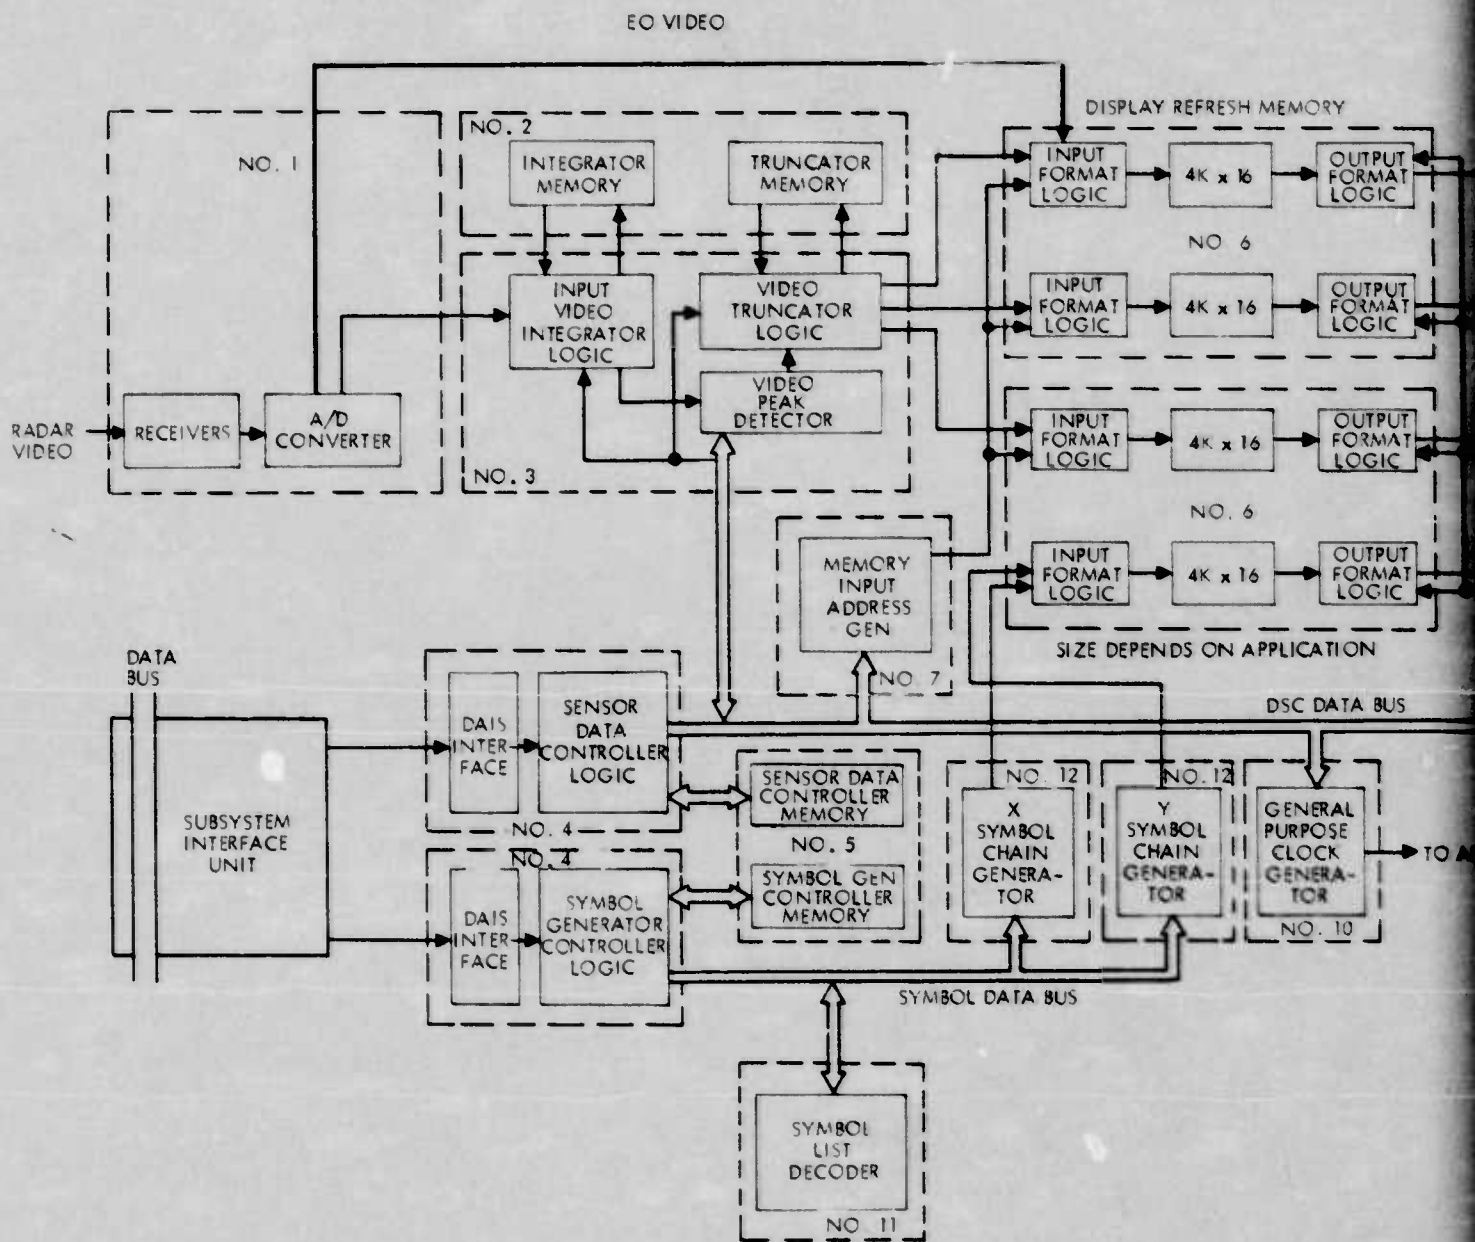 EO VIDEO
DISPLAY REFRESH MEMORY
NO. 1
NO. 2
INTEGRATOR
MEMORY
TRUNCATOR
MEMORY
INPUT
FORMAT
LOGIC
4K x 16
OUTPUT
FORMAT
LOGIC
NO 6
INPUT
VIDEO
INTEGRATOR
LOGIC
VIDEO
TRUNCATOR
LOGIC
INPUT
FORMAT
LOGIC
4K x 16
OUTPUT
FORMAT
LOGIC
VIDEO
PEAK
DETECTOR
RADAR
VIDEO
RECEIVERS
A/D
CONVERTER
NO. 3
INPUT
FORMAT
LOGIC
4K x 16
OUTPUT
FORMAT
LOGIC
NO. 6
MEMORY
INPUT
ADDRESS
GEN
NO. 7
INPUT
FORMAT
LOGIC
4K x 16
OUTPUT
FORMAT
LOGIC
SIZE DEPENDS ON APPLICATION
DATA
BUS
DSC DATA BUS
SUBSYSTEM
INTERFACE
UNIT
DAIS
INTER
FACE
SENSOR
DATA
CONTROLLER
LOGIC
NO. 4
SENSOR DATA
CONTROLLER
MEMORY
NO. 5
SYMBOL GEN
CONTROLLER
MEMORY
NO. 4
DAIS
INTER
FACE
SYMBOL
GENERATOR
CONTROLLER
LOGIC
NO. 12
X
SYMBOL
CHAIN
GENERA-
TOR
NO. 12
Y
SYMBOL
CHAIN
GENERA-
TOR
GENERAL
PURPOSE
CLOCK
GENERA-
TOR
NO. 10
TO
SYMBOL DATA BUS
SYMBOL
LIST
DECODER
NO 11